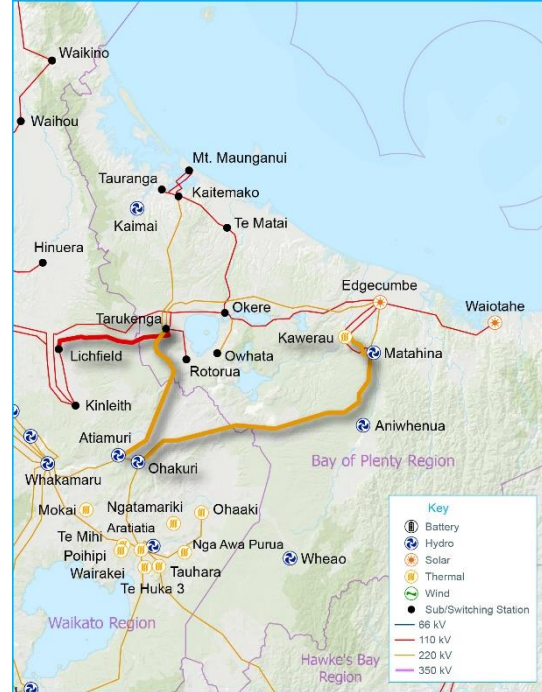 Waikino
Waihou
Mt. Maunganui
Tauranga
Kaitemako
Kaimai
Te Matai
Hinuera
Edgecumbe
Waiotahe
Okere
Tarukenga
Kawerau
Lichfield
Owhata
Matahina
Rotorua
Kinleith
Aniwhenua
Atiamuri
Ohakuri
Bay of Plenty Region
Whakamaru
Mokai
Ngatamariki
Ohaaki
Aratiatia
Te Mihi
Poihipi
Nga Awa Purua
Wheao
Wairakei
Tauhara
Te Huka 3
Waikato Region
Hawke's Bay
Region
Key
Battery
Hydro
Solar
Thermal
Wind
Sub/Switching Station
66 kV
110 kV
220 kV
350 kV